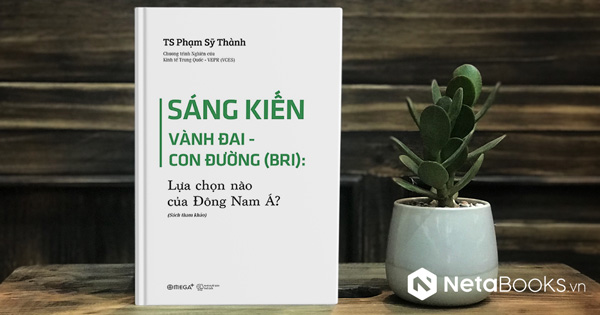 TS Phạm Sỹ Thành
Chương trình Nghiên cứu
Kinh tế Trung Quốc - VEPR (VCES)
SÁNG KIẾN
VÀNH ĐAI -
CON ĐƯỜNG (BRI):
Lựa chọn nào
của Đông Nam Á?
(Sách tham khảo)
OMEGA+
NetaBooks.vn